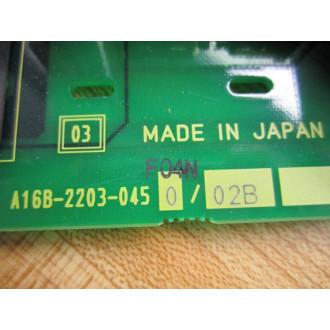 03 MADE IN JAPAN
F04N
A16B-2203-045 0 / 02B